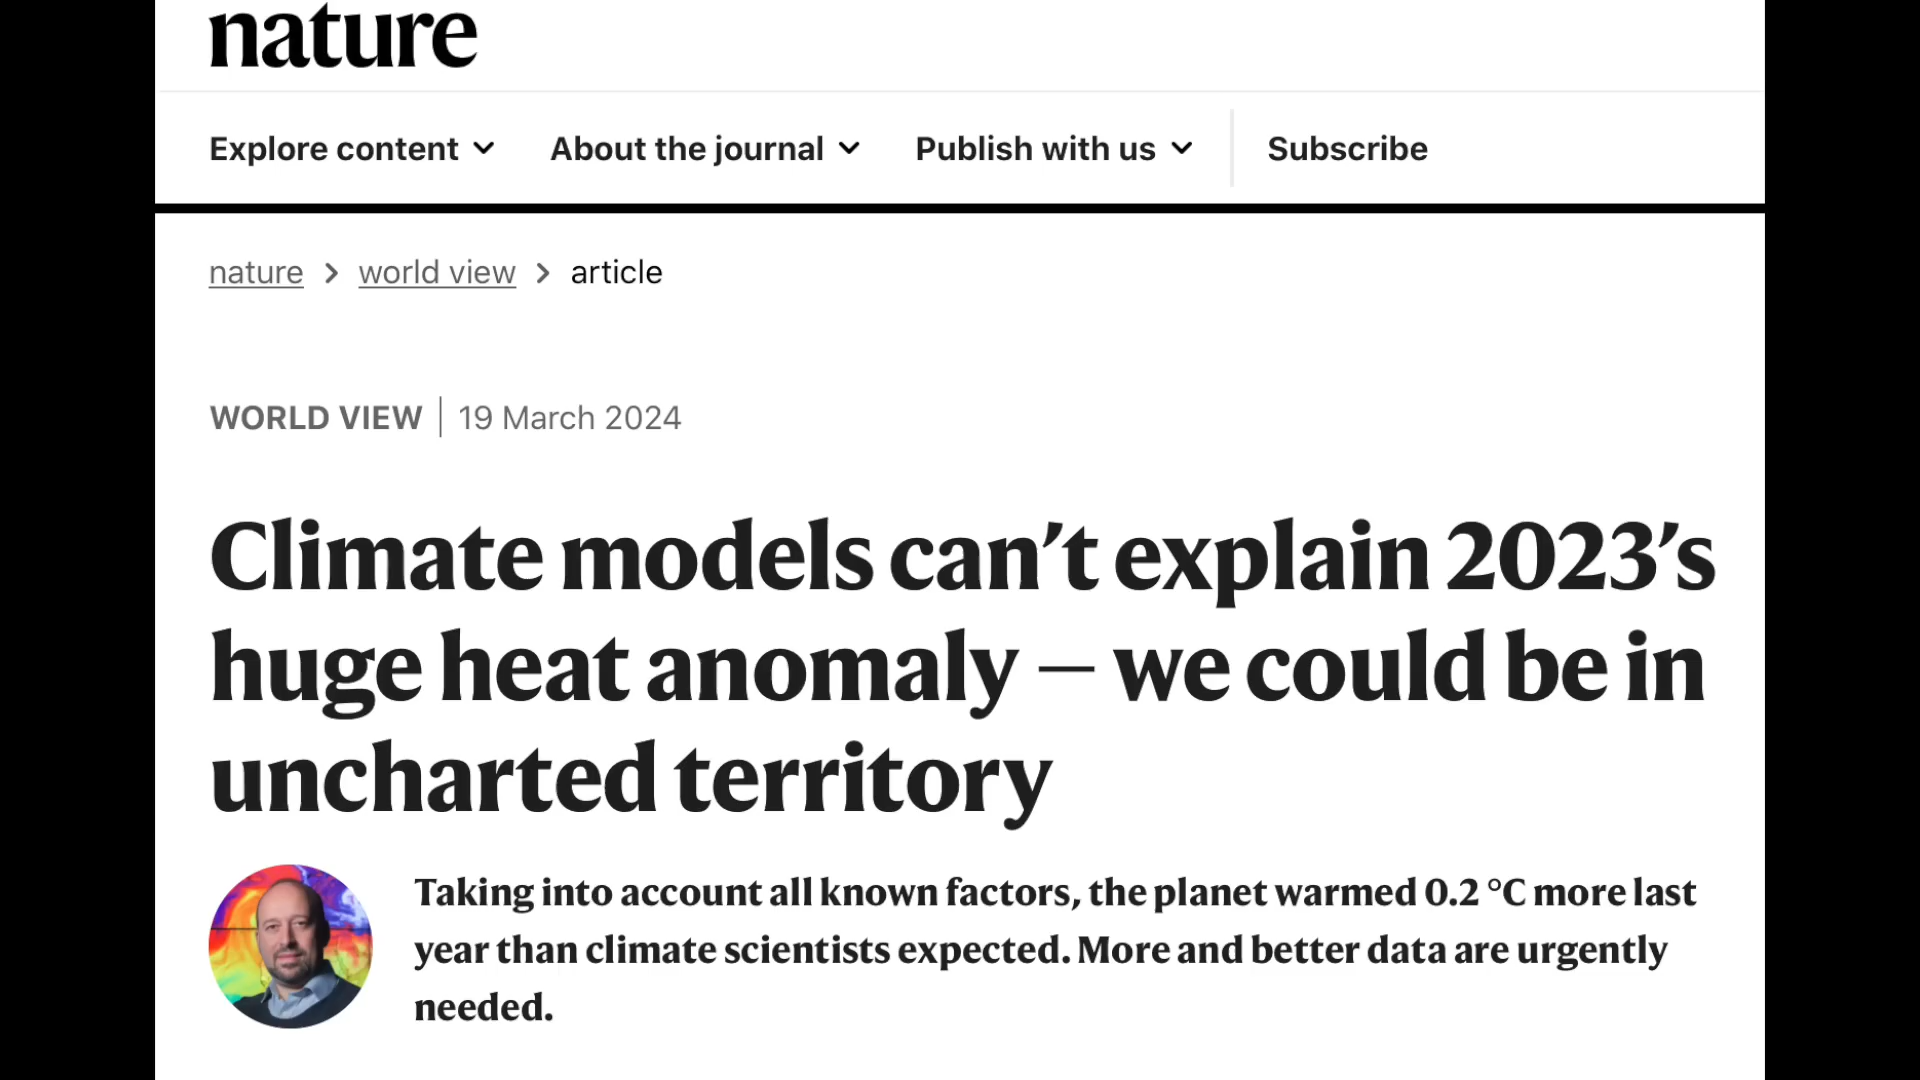 nature
Explore content
About the journal
Publish with us
Subscribe
nature > world view > article
WORLD VIEW | 19 March 2024
Climate models can’t explain 2023’s
huge heat anomaly — we could be in
uncharted territory
Taking into account all known factors, the planet warmed 0.2 °C more last
year than climate scientists expected. More and better data are urgently
needed.